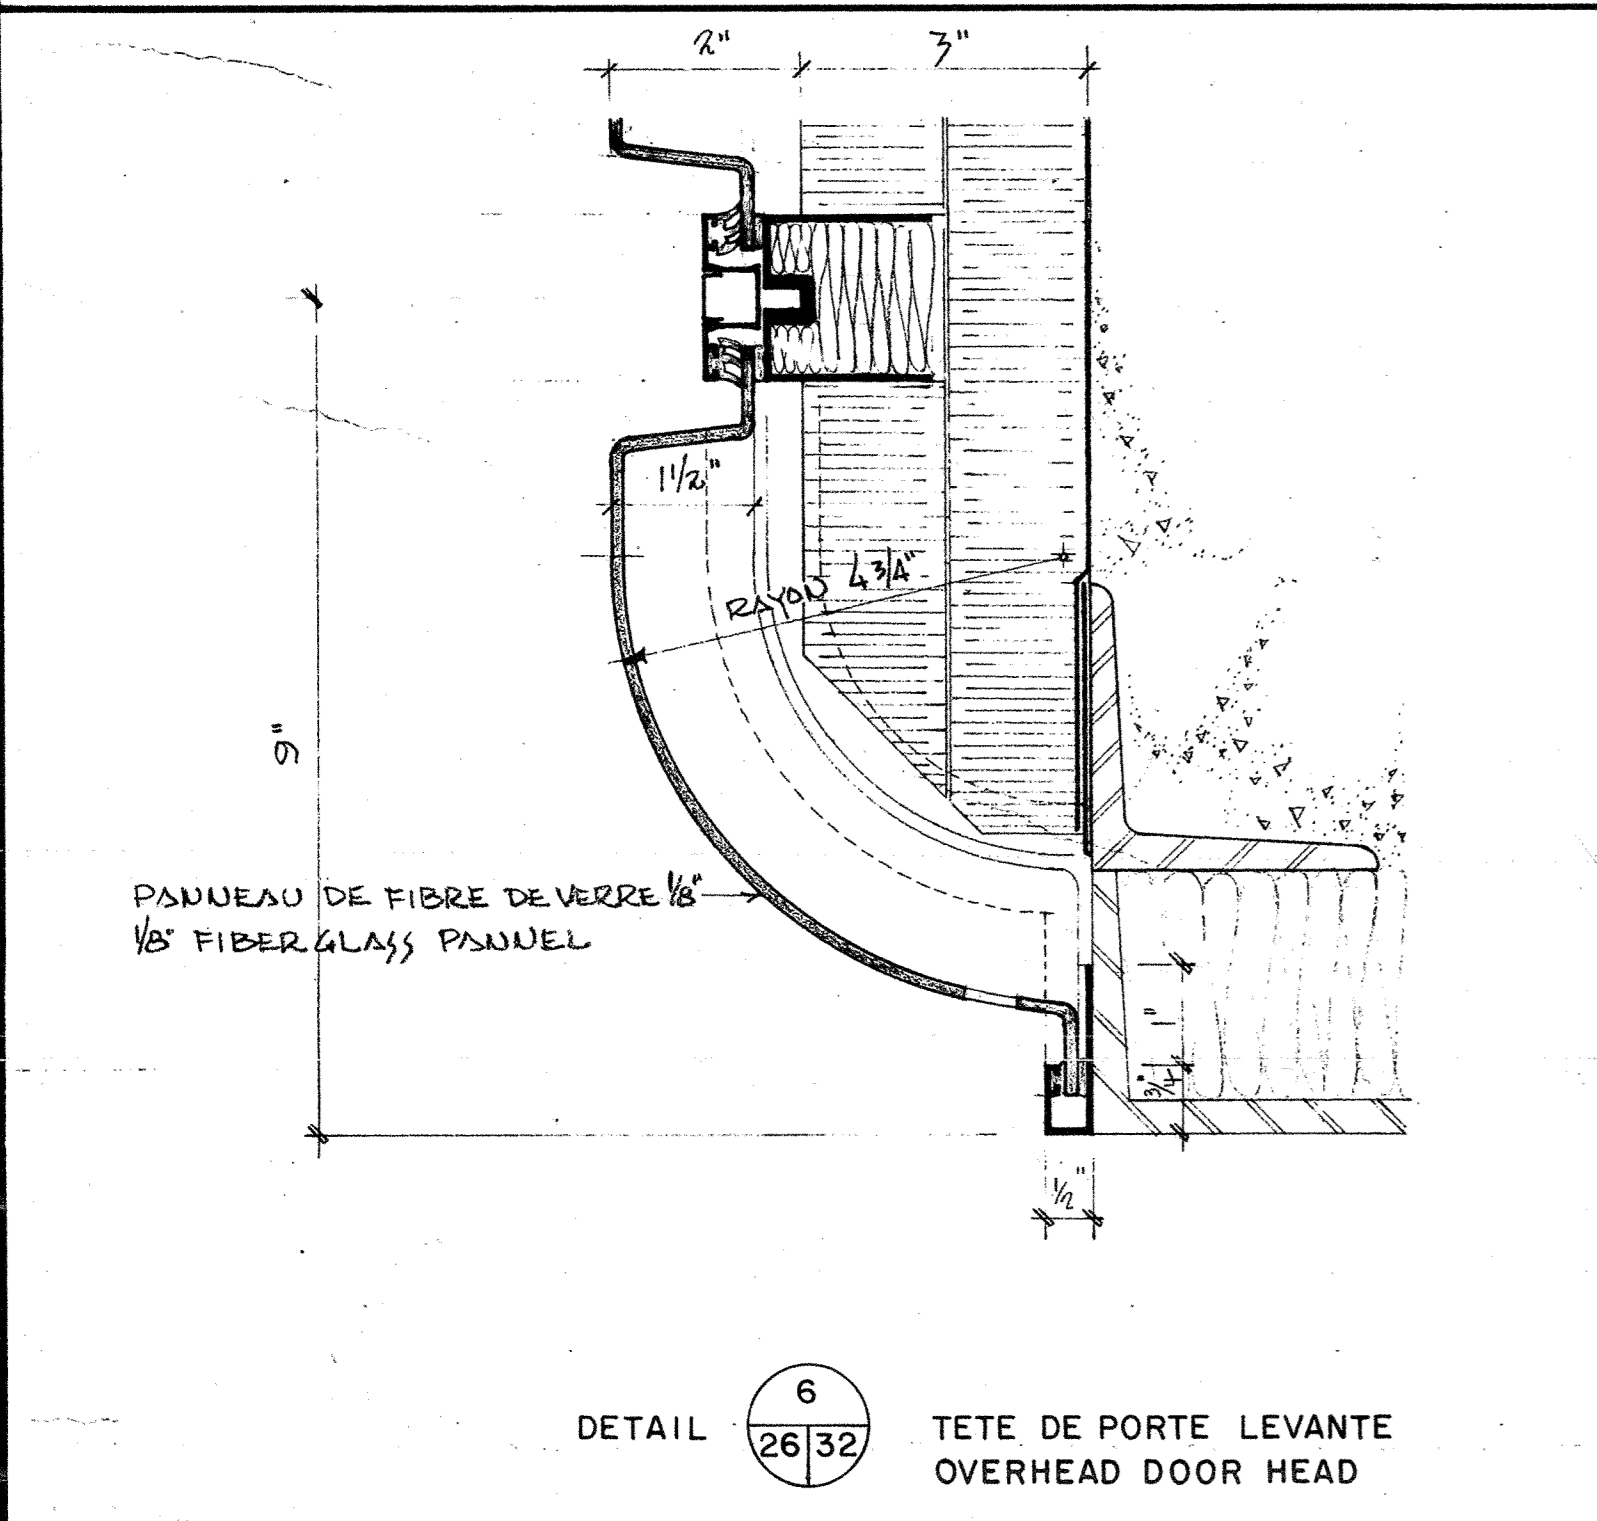 2" 3"
1 1/2"
RAYON 4 3/4"
9"
PANNEAU DE FIBRE DE VERRE 1/8"
1/8" FIBERGLASS PANNEL
1"
3/4"
1/2"
DETAIL 6 26 32
TETE DE PORTE LEVANTE
OVERHEAD DOOR HEAD